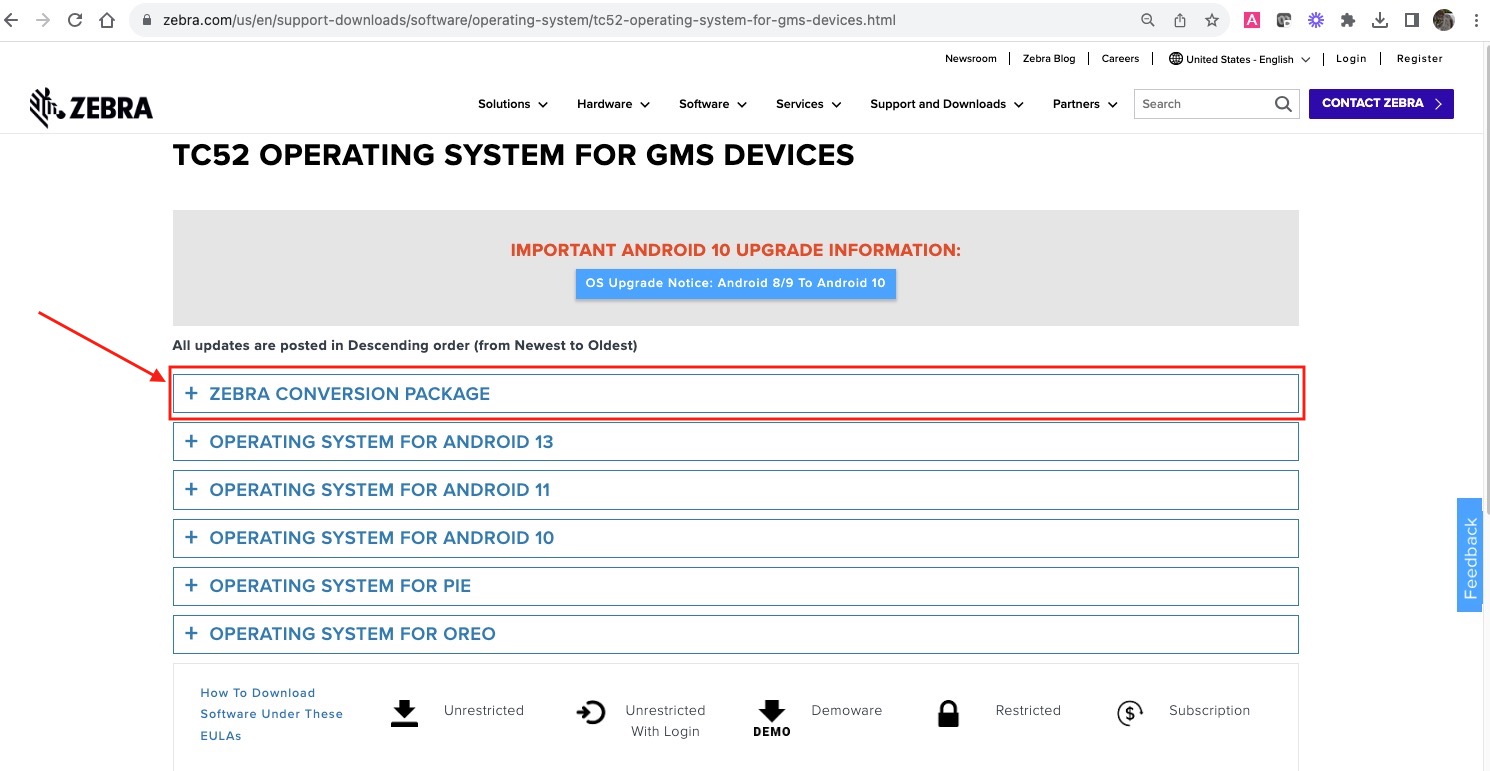 zebra.com/us/en/support-downloads/software/operating-system/tc52-operating-system-for-gms-devices.html
A
Newsroom
Zebra Blog
Careers
United States - English
Login
Register
ZEBRA
Solutions
Hardware
Software
Services
Support and Downloads
Partners
Search
CONTACT ZEBRA
TC52 OPERATING SYSTEM FOR GMS DEVICES
IMPORTANT ANDROID 10 UPGRADE INFORMATION:
OS Upgrade Notice: Android 8/9 To Android 10
All updates are posted in Descending order (from Newest to Oldest)
+ ZEBRA CONVERSION PACKAGE
+ OPERATING SYSTEM FOR ANDROID 13
+ OPERATING SYSTEM FOR ANDROID 11
+ OPERATING SYSTEM FOR ANDROID 10
+ OPERATING SYSTEM FOR PIE
+ OPERATING SYSTEM FOR OREO
Feedback
How To Download
Software Under These
EULAs
Unrestricted
Unrestricted
With Login
DEMO
Demoware
Restricted
$
Subscription